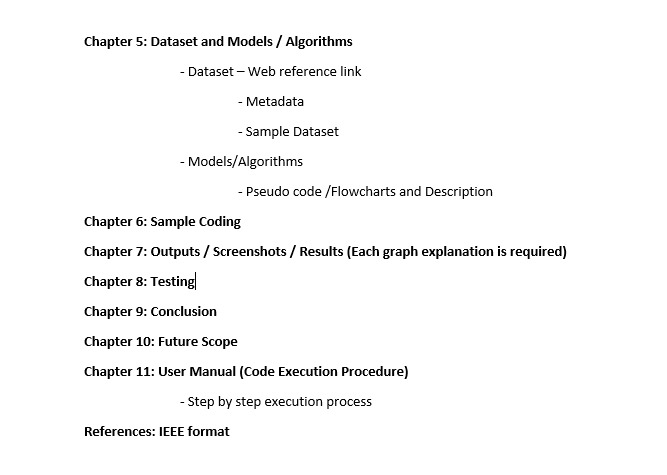 Chapter 5: Dataset and Models / Algorithms
- Dataset – Web reference link
- Metadata
- Sample Dataset
- Models/Algorithms
- Pseudo code /Flowcharts and Description
Chapter 6: Sample Coding
Chapter 7: Outputs / Screenshots / Results (Each graph explanation is required)
Chapter 8: Testing
Chapter 9: Conclusion
Chapter 10: Future Scope
Chapter 11: User Manual (Code Execution Procedure)
- Step by step execution process
References: IEEE format